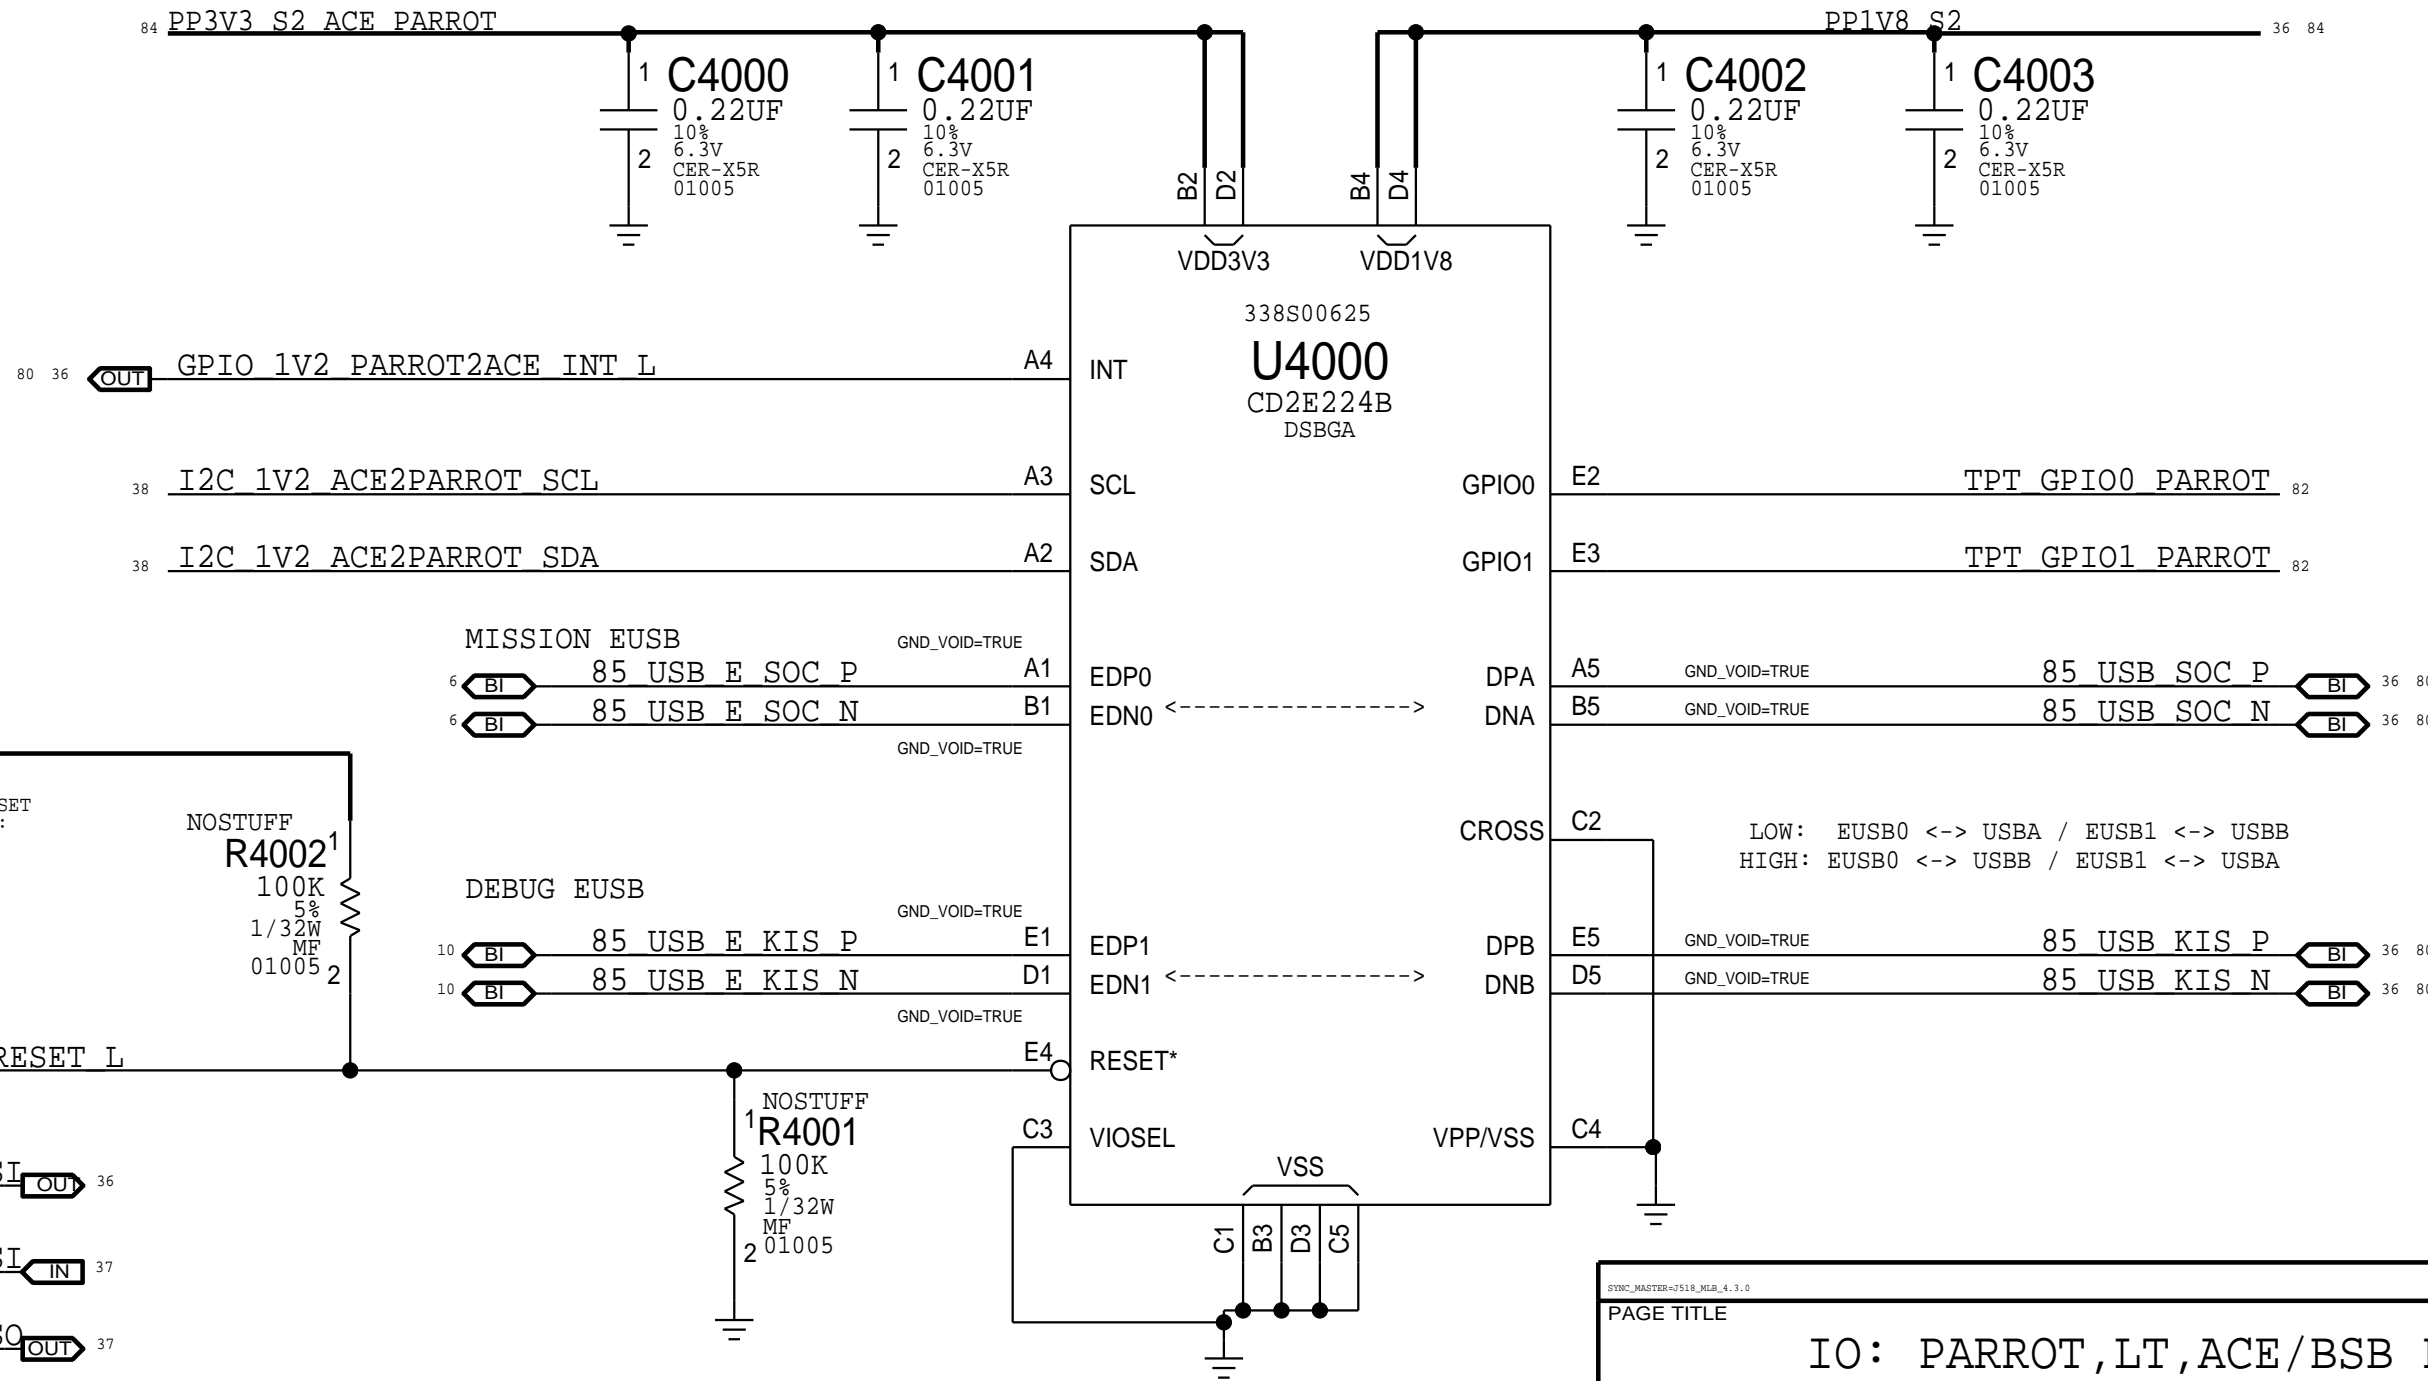 84 PP3V3_S2_ACE_PARROT
PP1V8_S2 36 84
1 C4000
0.22UF
10%
6.3V
2 CER-X5R
01005
1 C4001
0.22UF
10%
6.3V
2 CER-X5R
01005
1 C4002
0.22UF
10%
6.3V
2 CER-X5R
01005
1 C4003
0.22UF
10%
6.3V
2 CER-X5R
01005
B2 D2 B4 D4
VDD3V3 VDD1V8
338S00625
U4000
CD2E224B
DSBGA
80 36 OUT GPIO_1V2_PARROT2ACE_INT_L A4 INT
38 I2C_1V2_ACE2PARROT_SCL A3 SCL
GPIO0 E2 TPT_GPIO0_PARROT 82
38 I2C_1V2_ACE2PARROT_SDA A2 SDA
GPIO1 E3 TPT_GPIO1_PARROT 82
MISSION EUSB GND_VOID=TRUE
6 BI 85_USB_E_SOC_P A1 EDP0
DPA A5 GND_VOID=TRUE 85_USB_SOC_P BI 36
6 BI 85_USB_E_SOC_N B1 EDN0 <---------------> DNA B5 GND_VOID=TRUE 85_USB_SOC_N BI 36
GND_VOID=TRUE
SET
:
NOSTUFF
R4002 1
100K
5%
1/32W
MF
01005 2
CROSS C2
LOW: EUSB0 <-> USBA / EUSB1 <-> USBB
HIGH: EUSB0 <-> USBB / EUSB1 <-> USBA
DEBUG EUSB GND_VOID=TRUE
10 BI 85_USB_E_KIS_P E1 EDP1
DPB E5 GND_VOID=TRUE 85_USB_KIS_P BI 36
10 BI 85_USB_E_KIS_N D1 EDN1 <---------------> DNB D5 GND_VOID=TRUE 85_USB_KIS_N BI 36
GND_VOID=TRUE
RESET_L E4 RESET*
NOSTUFF
1 R4001
100K
5%
1/32W
MF
2 01005
C3 VIOSEL
VPP/VSS C4
VSS
C1 B3 D3 C5
SI OUT 36
SI IN 37
SO OUT 37
SYNC_MASTER=J518_MLB_4.3.0
PAGE TITLE
IO: PARROT,LT,ACE/BSB